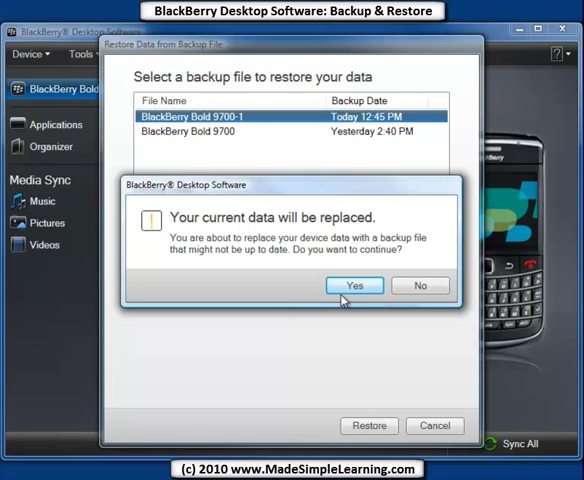 BlackBerry Desktop Software: Backup & Restore
BlackBerry® Desktop Software
Device
Tools
?
Restore Data from Backup File
Select a backup file to restore your data
File Name Backup Date
BlackBerry Bold 9700-1 Today 12:45 PM
BlackBerry Bold 9700 Yesterday 2:40 PM
BlackBerry Bold
Applications
Organizer
Media Sync
Music
Pictures
Videos
BlackBerry® Desktop Software
Your current data will be replaced.
You are about to replace your device data with a backup file
that might not be up to date. Do you want to continue?
Yes No
Restore Cancel
Sync All
(c) 2010 www.MadeSimpleLearning.com